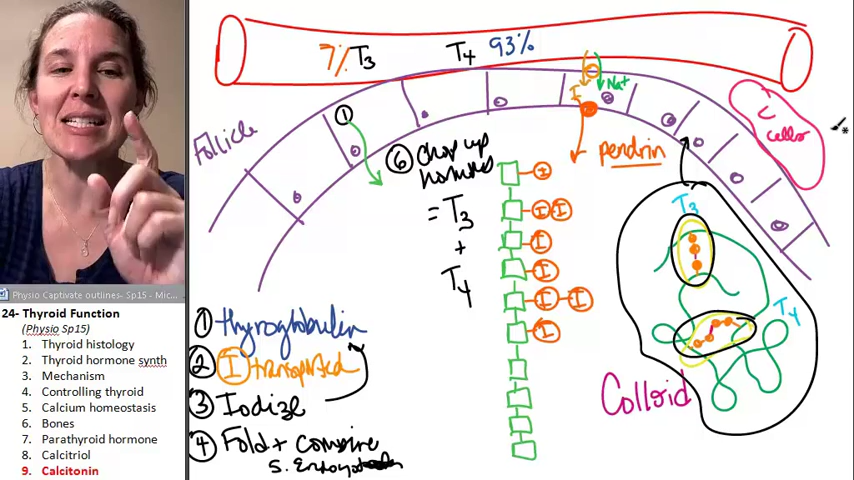 7% T3
T4 93%
I
Na+
Follicle
1
6 Chop up
= T3
+
T4
pendrin
C
cells
I
I I
I
I
I I
I
T3
T4
Colloid
1 thyroglobulin
2 I transported
3 Iodize
4 Fold + combine
Physio Captivate outlines- Sp15 - Mic...
24- Thyroid Function
(Physio Sp15)
1. Thyroid histology
2. Thyroid hormone synth
3. Mechanism
4. Controlling thyroid
5. Calcium homeostasis
6. Bones
7. Parathyroid hormone
8. Calcitriol
9. Calcitonin